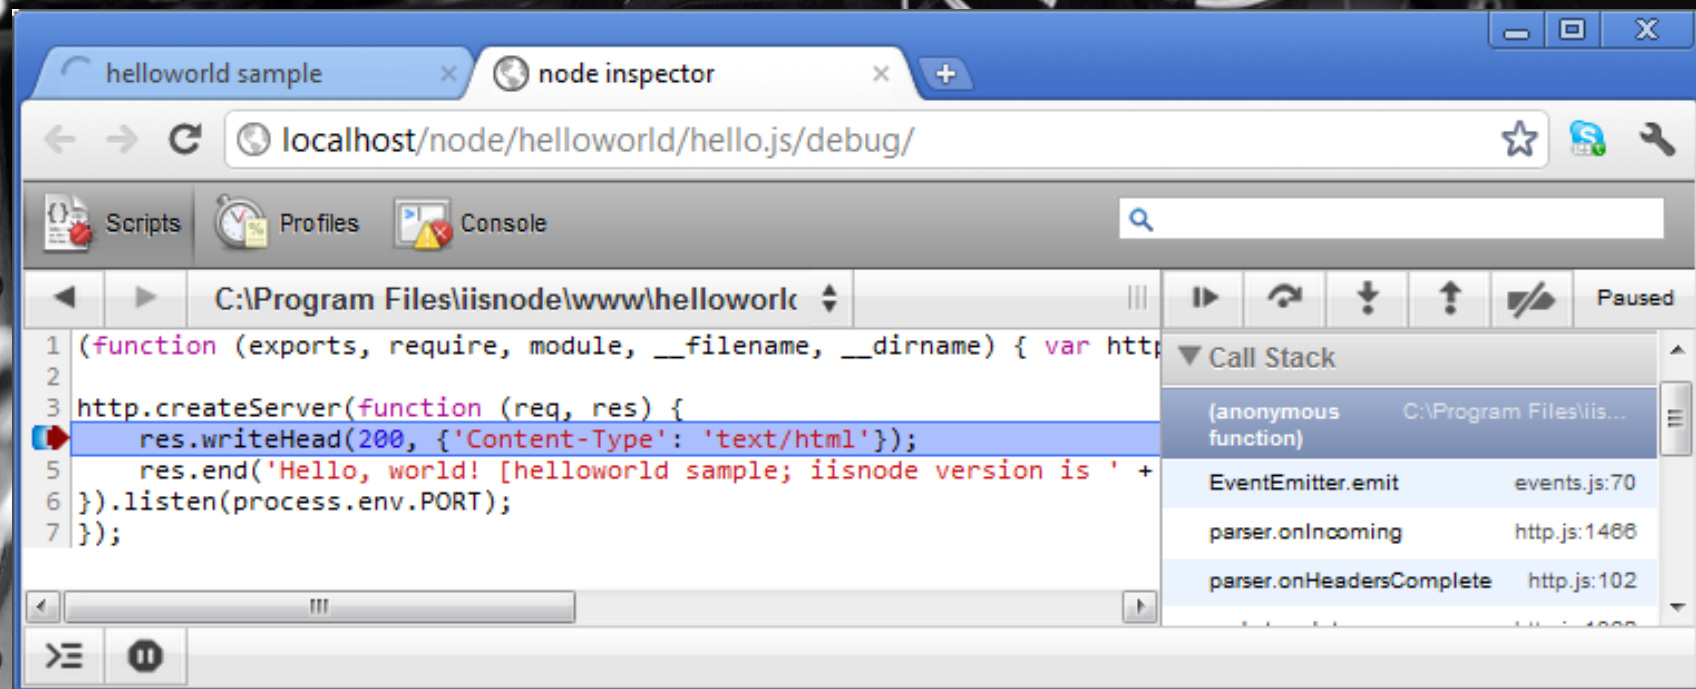 helloworld sample
node inspector
localhost/node/helloworld/hello.js/debug/
Scripts Profiles Console
C:\Program Files\iisnode\www\helloworl
Paused
1 (function (exports, require, module, __filename, __dirname) { var http
2
3 http.createServer(function (req, res) {
res.writeHead(200, {'Content-Type': 'text/html'});
5 res.end('Hello, world! [helloworld sample; iisnode version is ' +
6 }).listen(process.env.PORT);
7 });
Call Stack
(anonymous function) C:\Program Files\iis...
EventEmitter.emit events.js:70
parser.onIncoming http.js:1466
parser.onHeadersComplete http.js:102